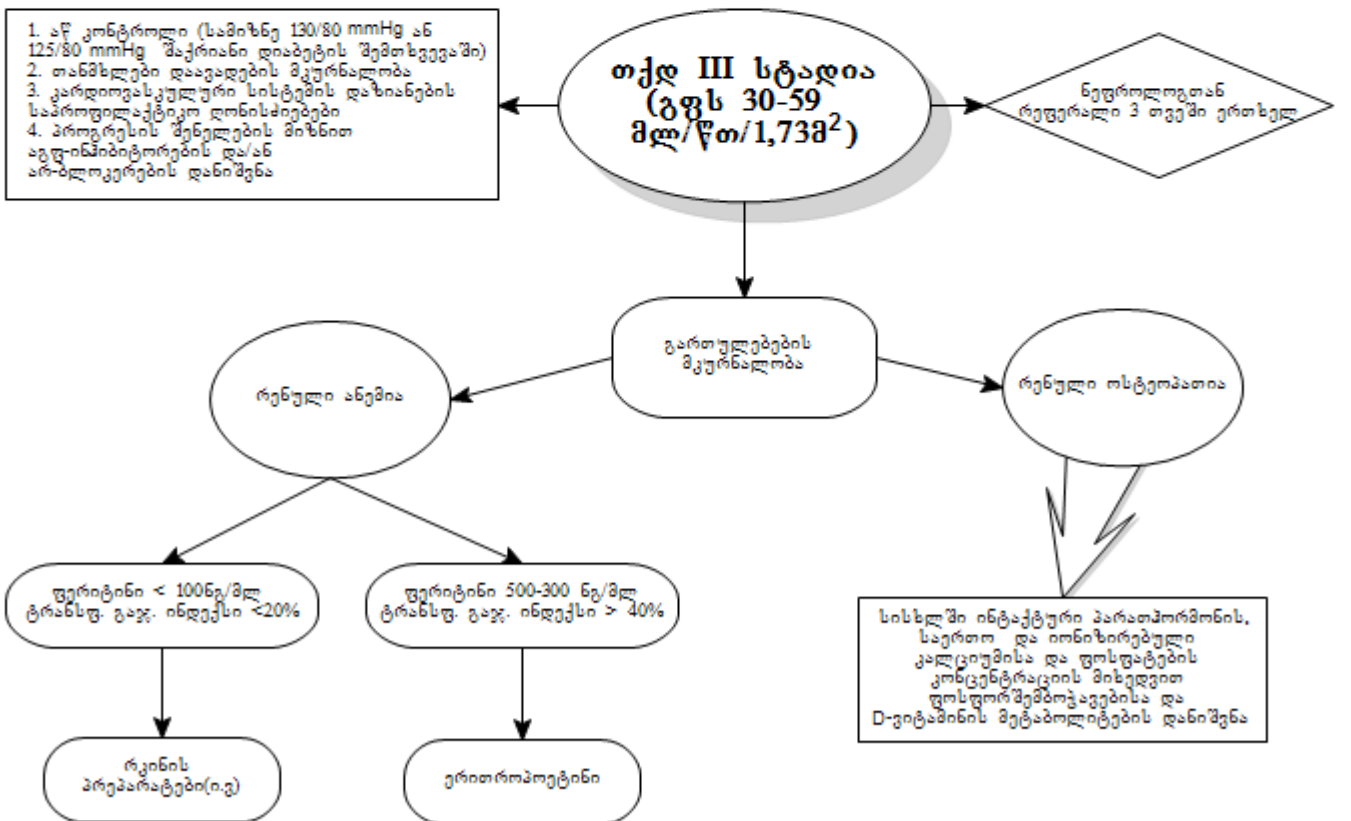 1. აწ კონტროლი (სამიზნე 130/80 mmHg ან
125/80 mmHg შაქრიანი დიაბეტის შემთხვევაში)
2. თანმხლები დაავადების მკურნალობა
3. კარდიოვასკულური სისტემის დაზიანების
საპროფილაქტიკო ღონისძიებები
4. პროგრესის შენელების მიზნით
აგფ-ინჰიბიტორების და/ან
არ-ბლოკერების დანიშვნა
თქდ III სტადია
(გფს 30-59
მლ/წთ/1,73მ²)
ნეფროლოგთან
რეფერალი 3 თვეში ერთხელ
გართულებების
მკურნალობა
რენული ანემია
რენული ოსტეოპათია
ფერიტინი < 100ნგ/მლ
ტრანსფ. გაჯ. ინდექსი <20%
ფერიტინი 500-300 ნგ/მლ
ტრანსფ. გაჯ. ინდექსი > 40%
სისხლში ინტაქტური პარათჰორმონის,
საერთო და იონიზირებული
კალციუმისა და ფოსფატების
კონცენტრაციის მიხედვით
ფოსფორშემბოჭავებისა და
D-ვიტამინის მეტაბოლიტების დანიშვნა
რკინის
პრეპარატები(ი.ვ)
ერითროპოეტინი